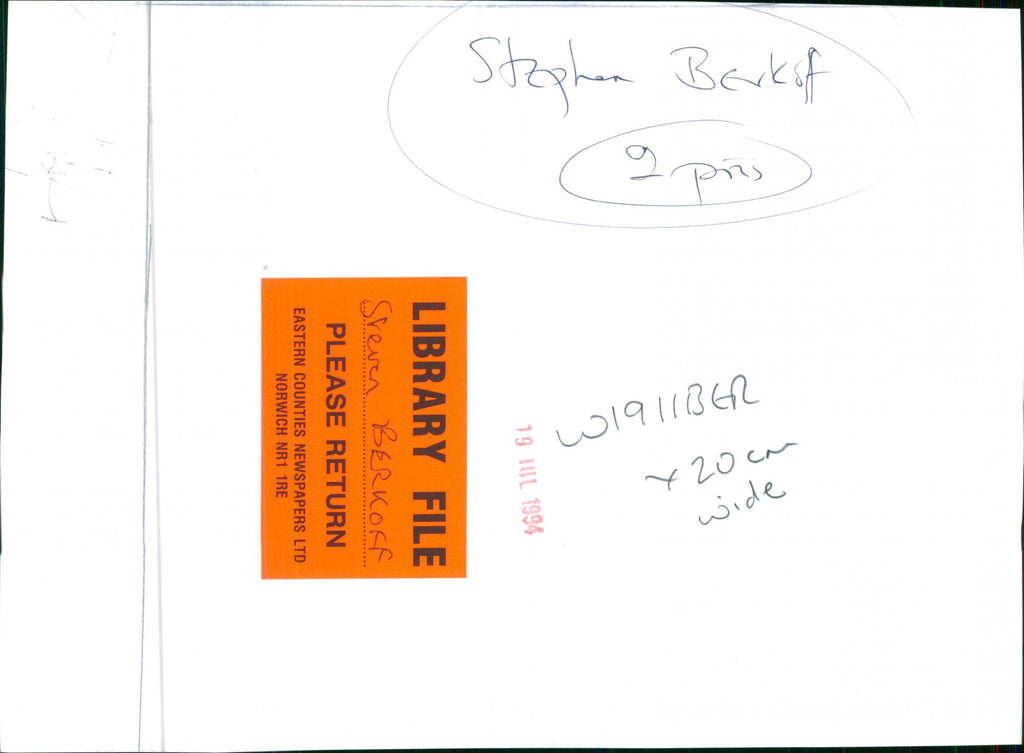 Stephen Berkoff
2 pics
LIBRARY FILE
Steven BERKOFF
PLEASE RETURN
EASTERN COUNTIES NEWSPAPERS LTD
NORWICH NR1 1RE
19 JUL 1994
W1911BER
x 20 cm
wide